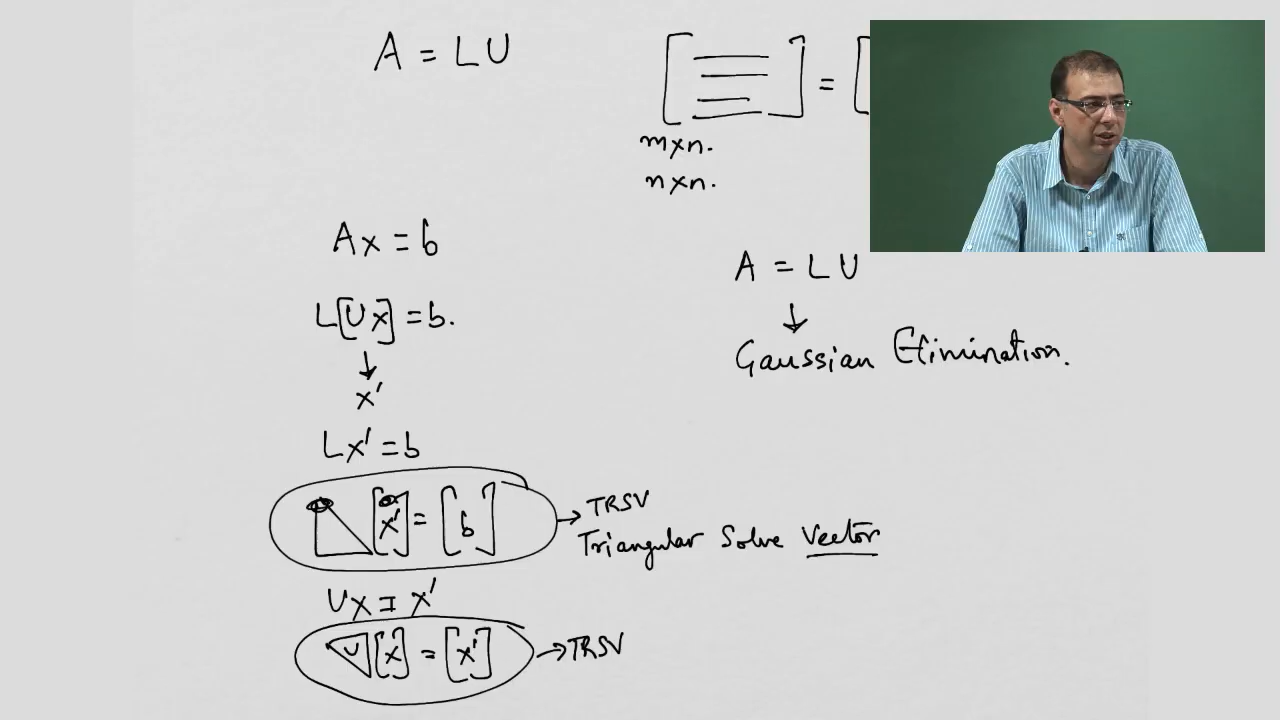 A = LU
[ ] = [
m×n.
n×n.
Ax = b
L[Ux] = b.
↓
x'
Lx' = b
[x'] = [b] → TRSV
Triangular Solve Vector
Ux = x'
U [x] = [x'] → TRSV
A = LU
↓
Gaussian Elimination.